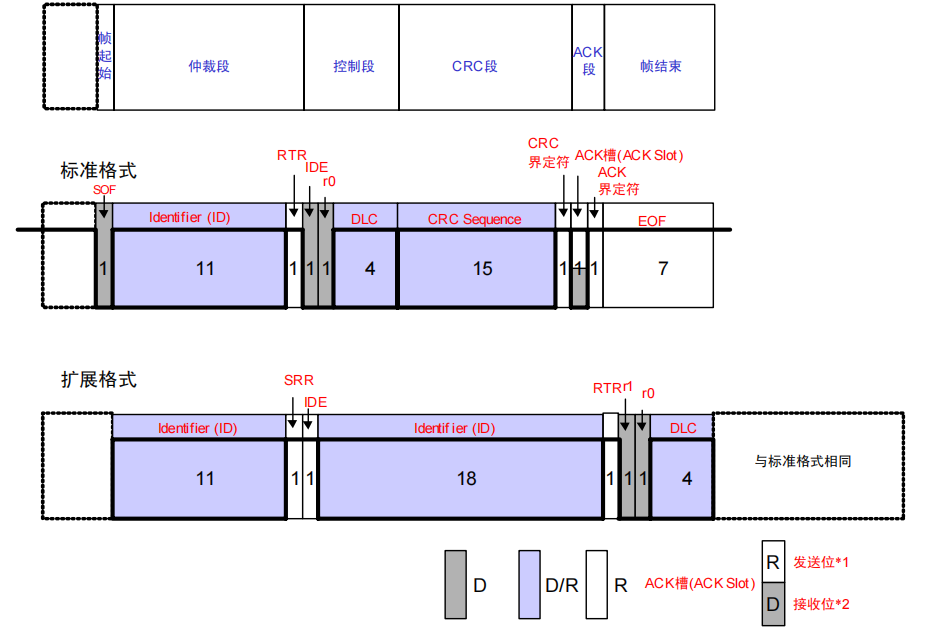 帧起始
仲裁段
控制段
CRC段
ACK段
帧结束
标准格式
SOF
RTR
IDE
r0
CRC
界定符
ACK槽(ACK Slot)
ACK
界定符
Identifier (ID)
DLC
CRC Sequence
EOF
1
11
1
1
1
4
15
1
1
1
7
扩展格式
SRR
IDE
RTR
r1
r0
Identifier (ID)
Identifier (ID)
DLC
11
1
1
18
1
1
1
4
与标准格式相同
D
D/R
R
ACK槽(ACK Slot)
R
发送位*1
D
接收位*2